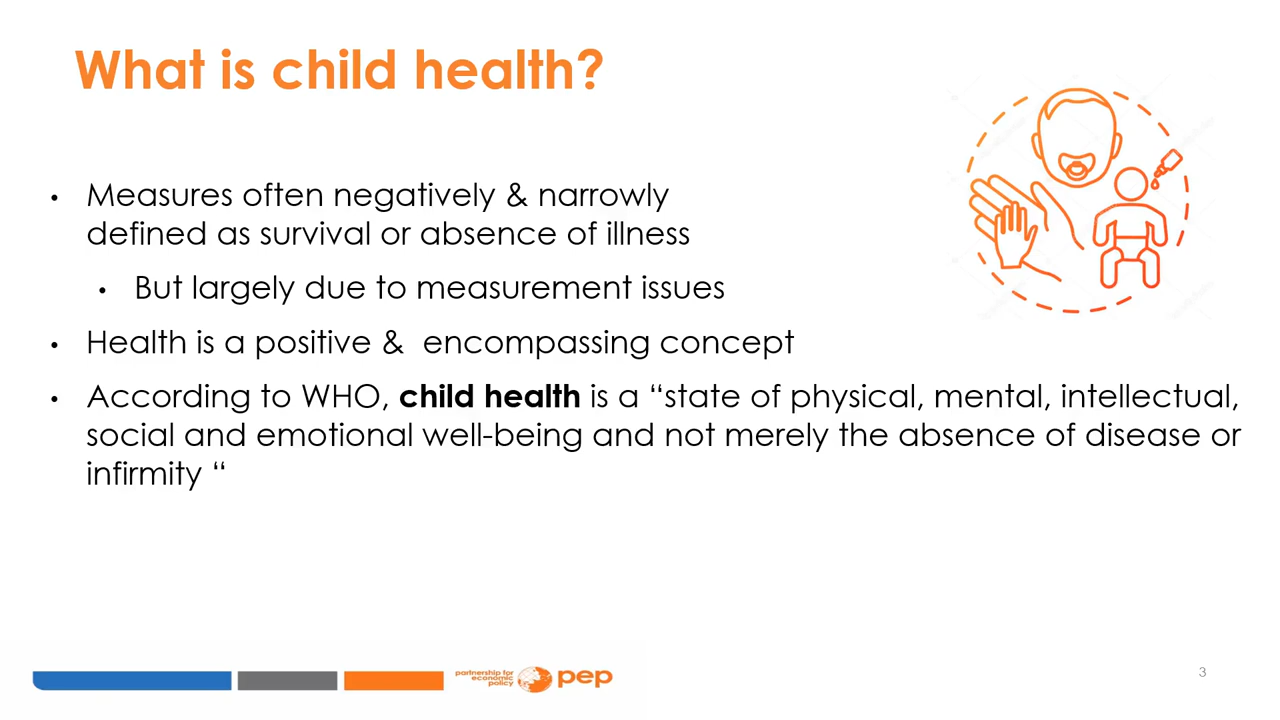 What is child health?
• Measures often negatively & narrowly
defined as survival or absence of illness
• But largely due to measurement issues
• Health is a positive &  encompassing concept
• According to WHO, child health is a “state of physical, mental, intellectual,
social and emotional well-being and not merely the absence of disease or
infirmity “
partnership for
economic
policy
pep
3